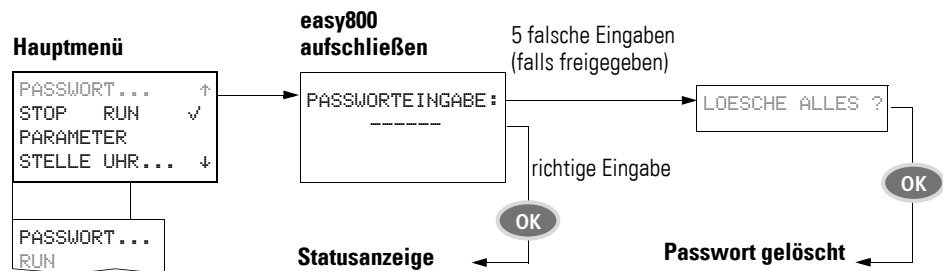 Hauptmenü
PASSWORT... ↑
STOP RUN √
PARAMETER
STELLE UHR... ↓
PASSWORT...
RUN
easy800
aufschließen
PASSWORTEINGABE:
------
richtige Eingabe
OK
Statusanzeige
5 falsche Eingaben
(falls freigegeben)
LOESCHE ALLES ?
OK
Passwort gelöscht